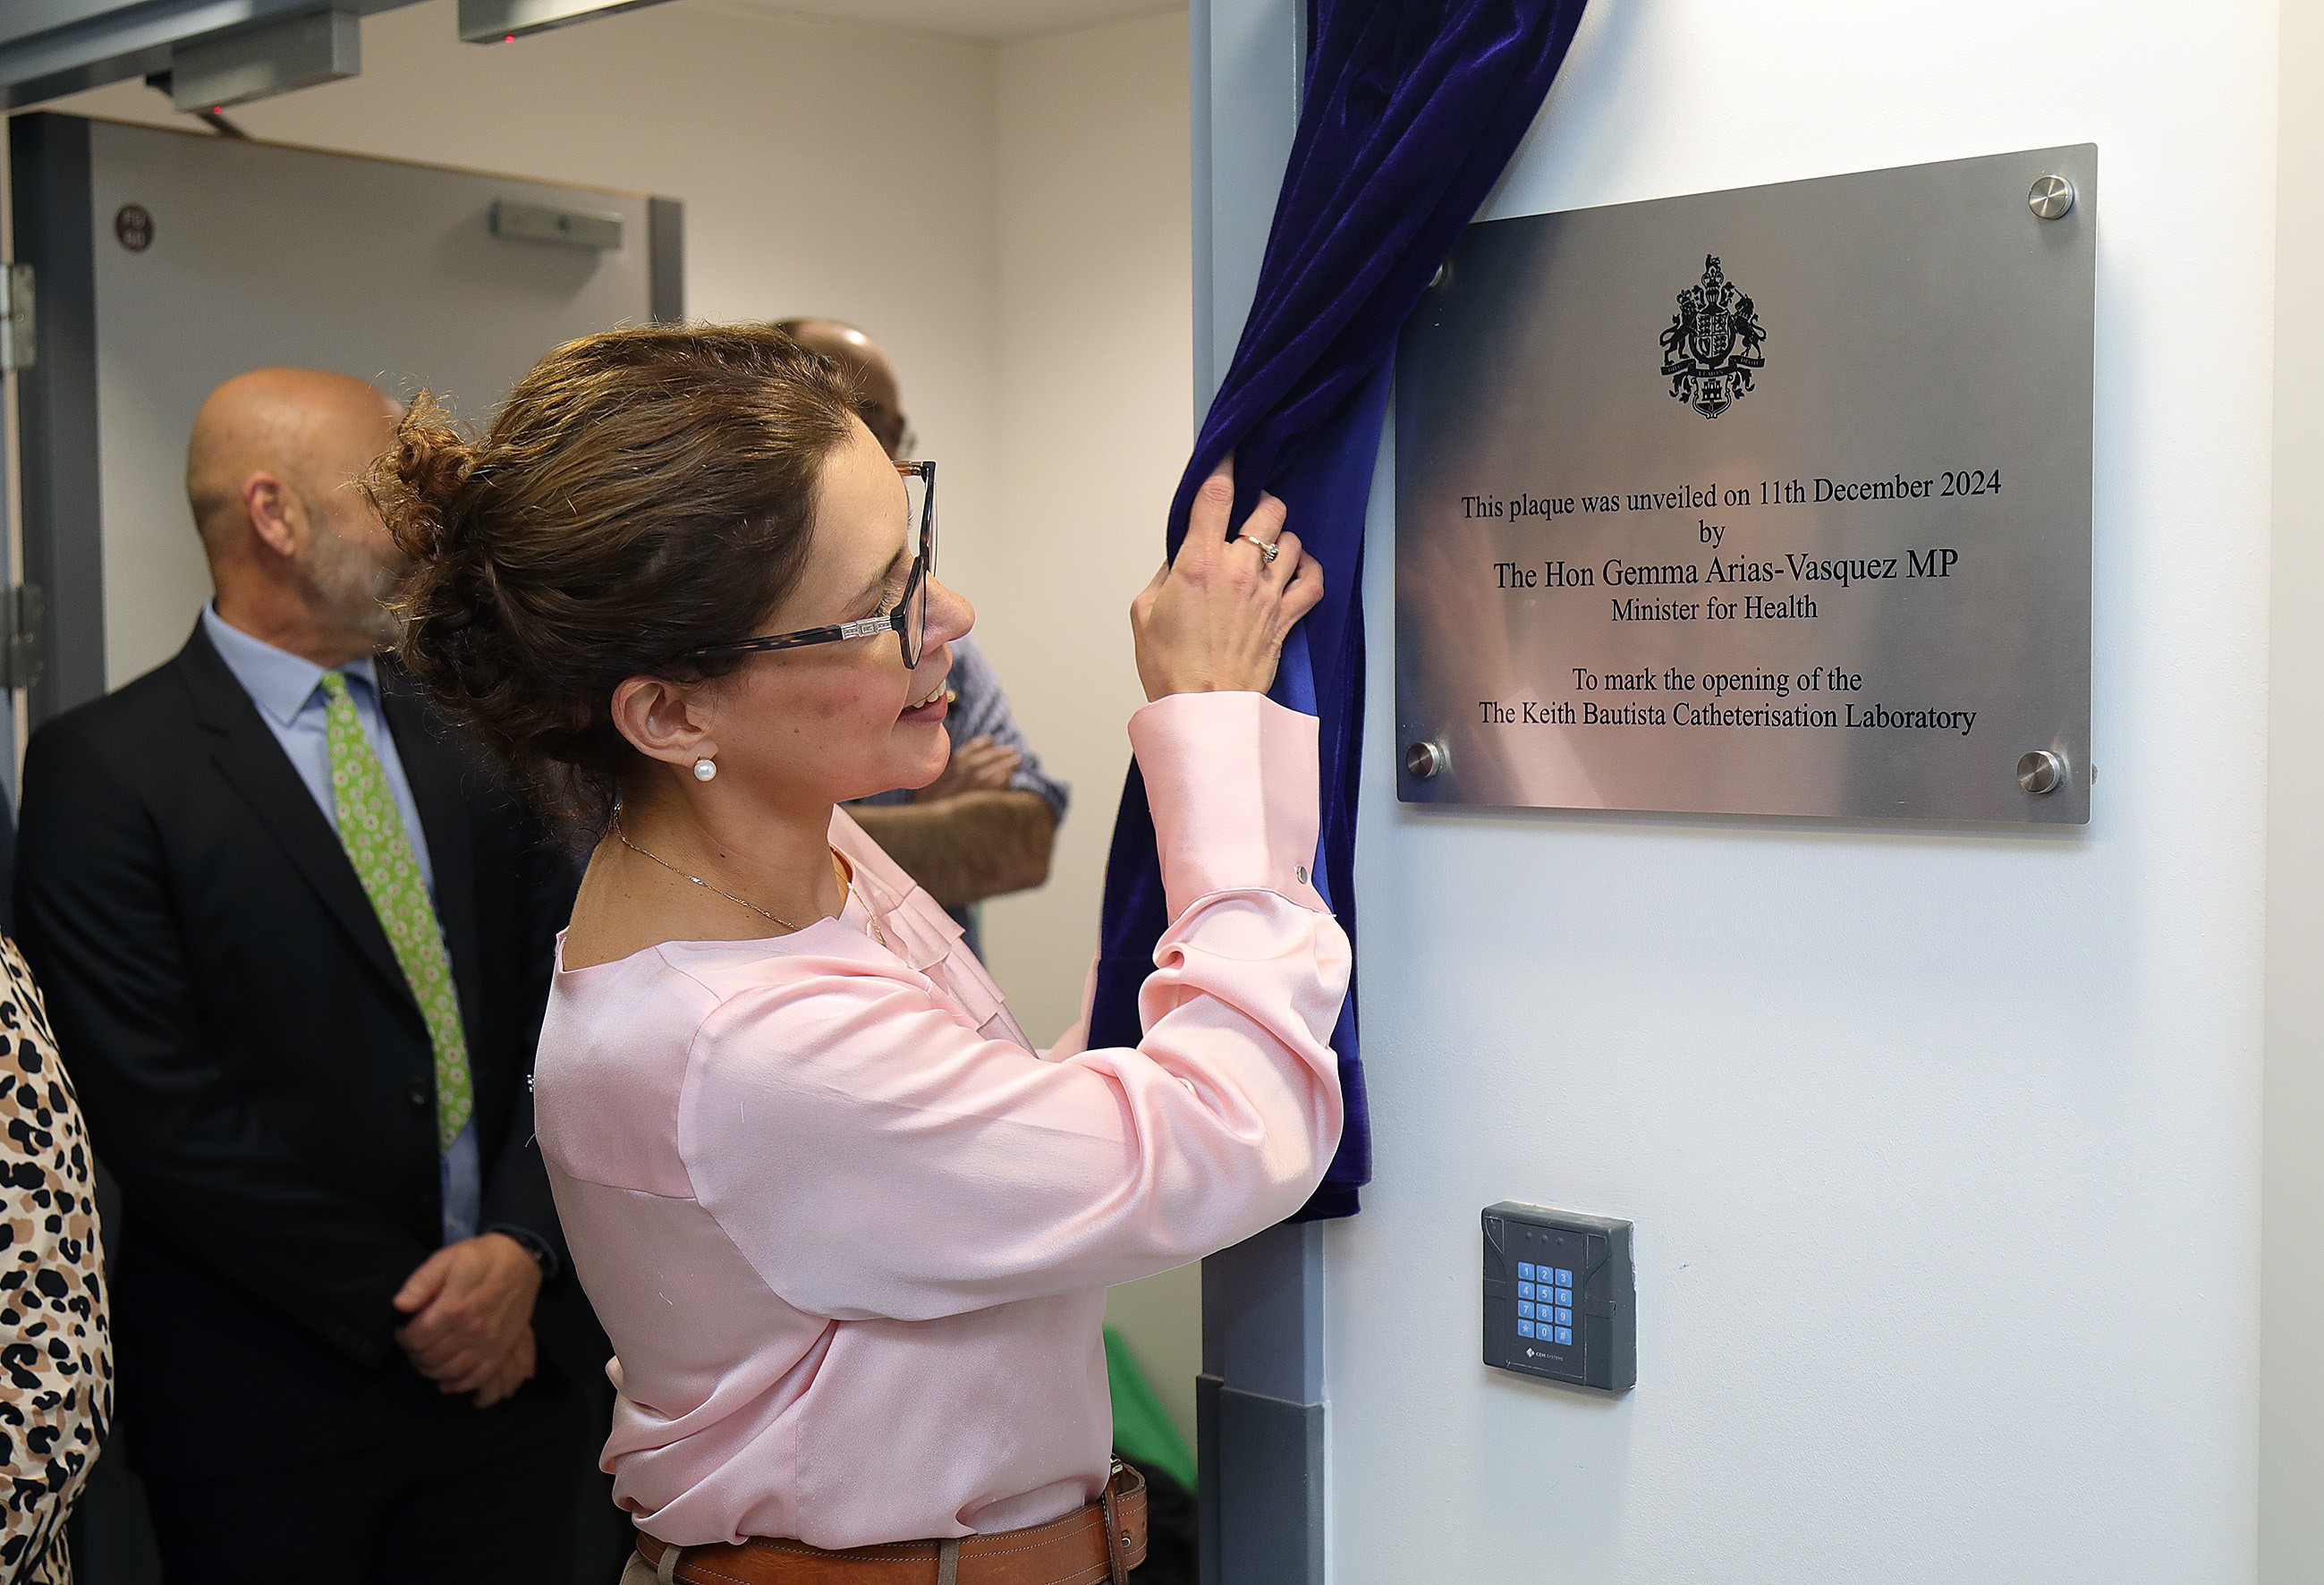 This plaque was unveiled on 11th December 2024
by
The Hon Gemma Arias-Vasquez MP
Minister for Health
To mark the opening of the
The Keith Bautista Catheterisation Laboratory
1 2 3
4 5 6
7 8 9
* 0 #
CEM SYSTEMS